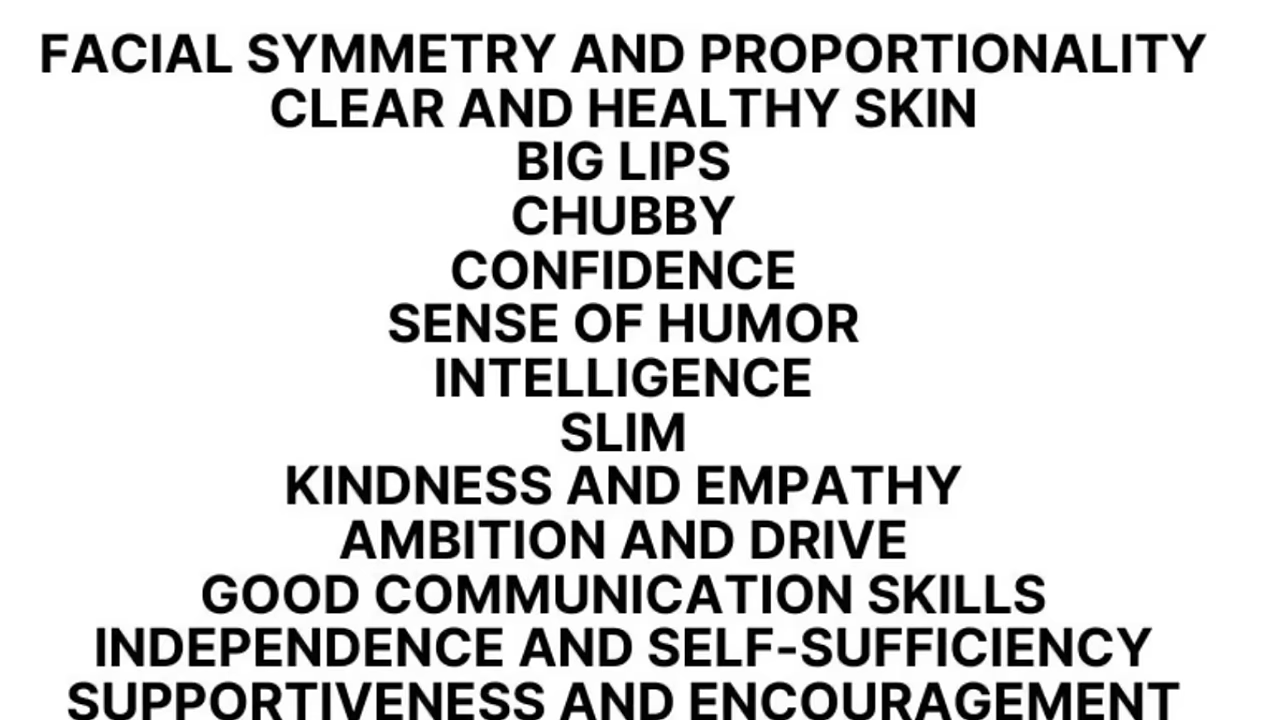 FACIAL SYMMETRY AND PROPORTIONALITY
CLEAR AND HEALTHY SKIN
BIG LIPS
CHUBBY
CONFIDENCE
SENSE OF HUMOR
INTELLIGENCE
SLIM
KINDNESS AND EMPATHY
AMBITION AND DRIVE
GOOD COMMUNICATION SKILLS
INDEPENDENCE AND SELF-SUFFICIENCY
SUPPORTIVENESS AND ENCOURAGEMENT